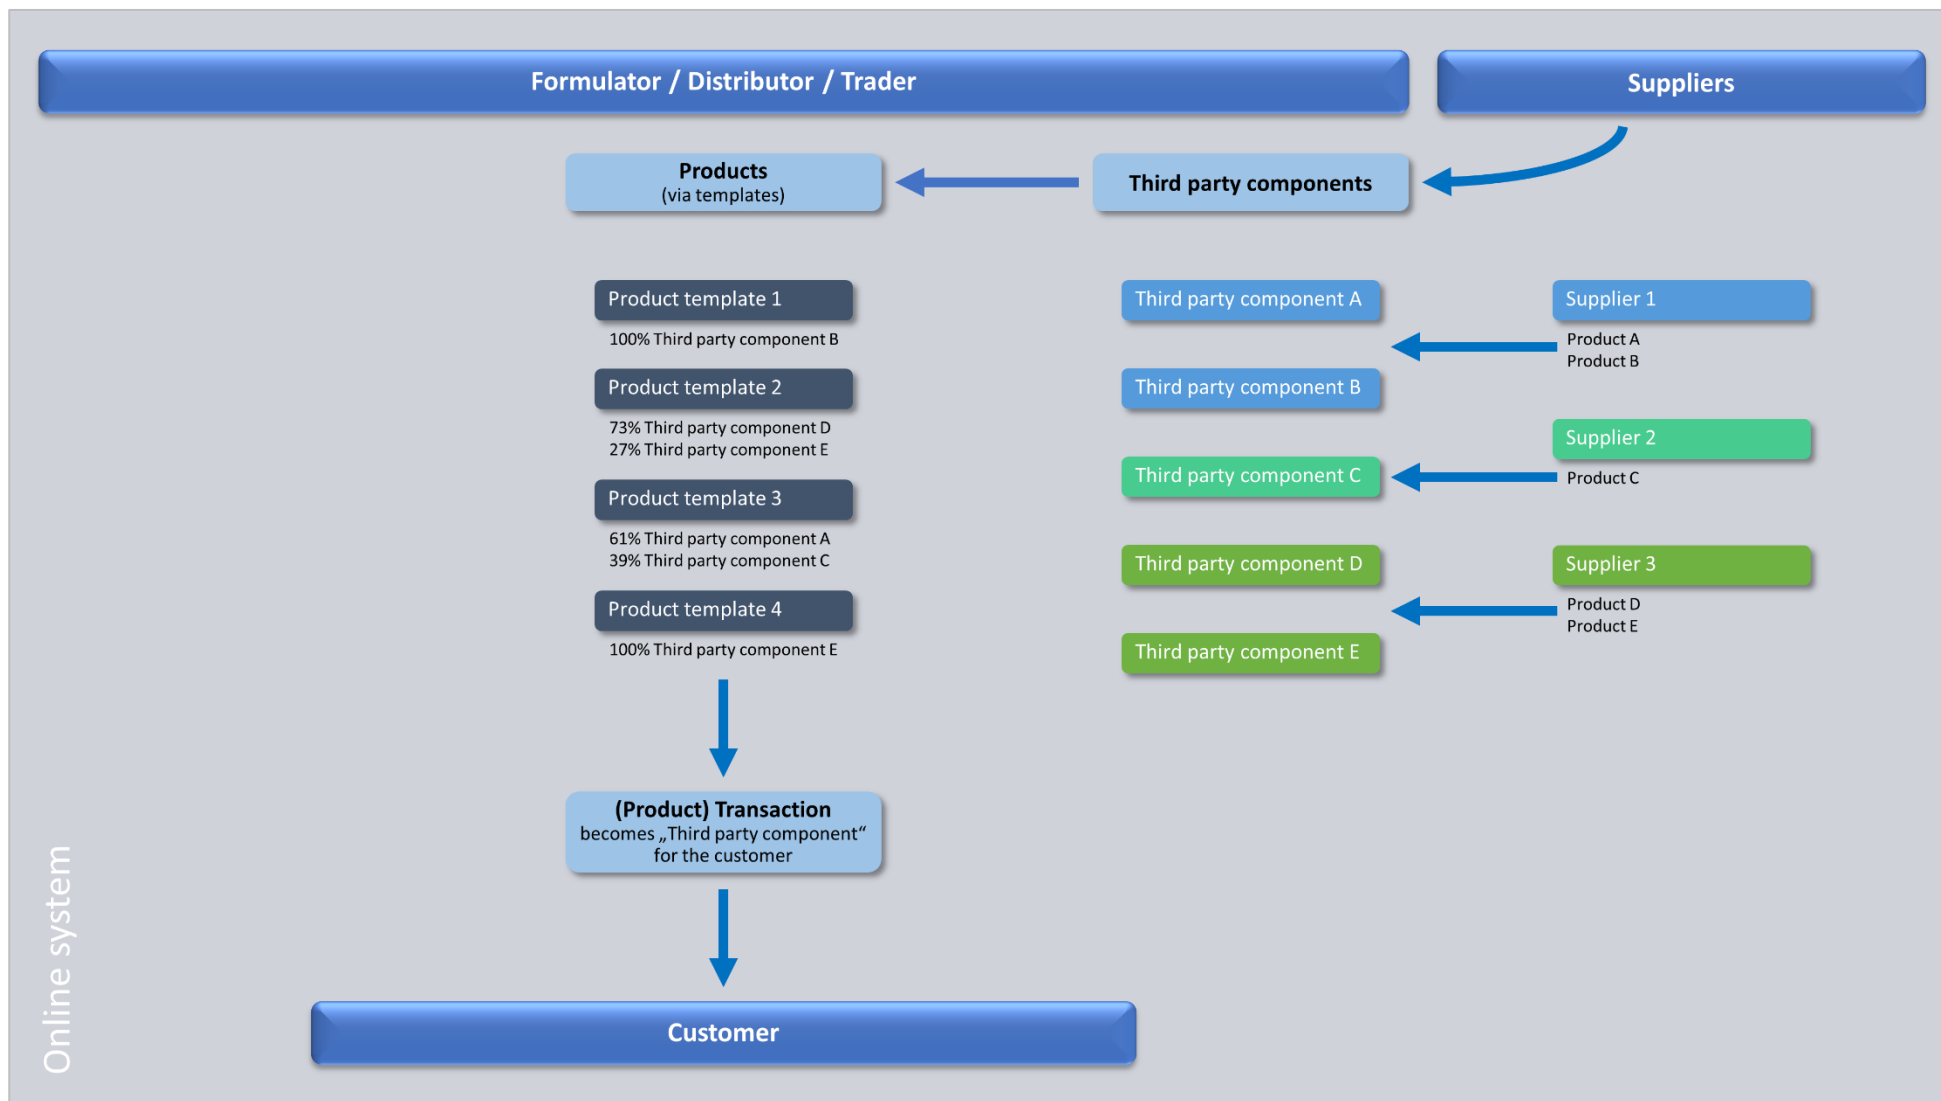 Formulator / Distributor / Trader
Suppliers
Products
(via templates)
Third party components
Product template 1
100% Third party component B
Product template 2
73% Third party component D
27% Third party component E
Product template 3
61% Third party component A
39% Third party component C
Product template 4
100% Third party component E
Third party component A
Third party component B
Third party component C
Third party component D
Third party component E
Supplier 1
Product A
Product B
Supplier 2
Product C
Supplier 3
Product D
Product E
(Product) Transaction
becomes „Third party component“
for the customer
Customer
Online system